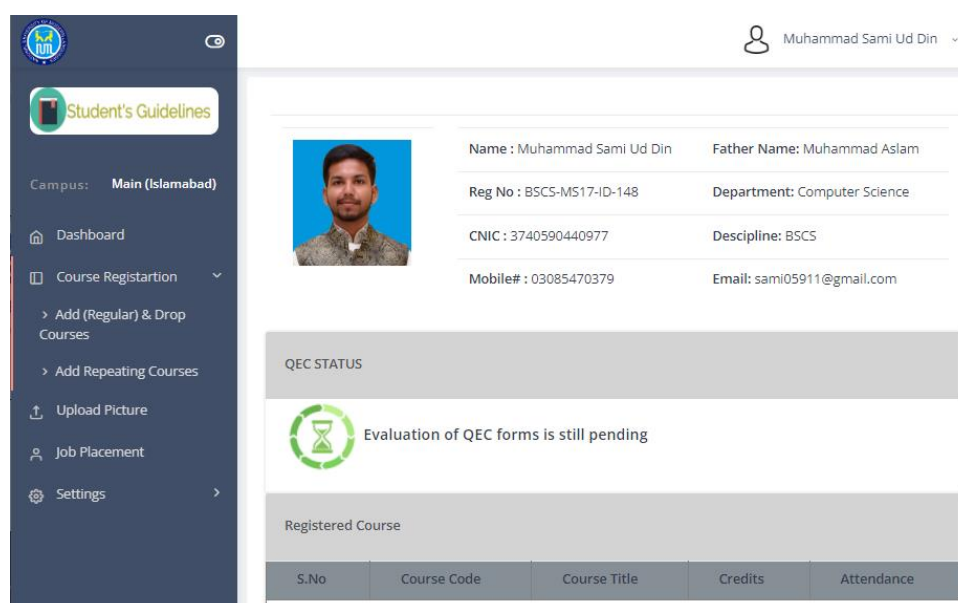 Muhammad Sami Ud Din
Student's Guidelines
Campus: Main (Islamabad)
Dashboard
Course Registartion
> Add (Regular) & Drop
Courses
> Add Repeating Courses
Upload Picture
Job Placement
Settings
Name : Muhammad Sami Ud Din Father Name: Muhammad Aslam
Reg No : BSCS-MS17-ID-148 Department: Computer Science
CNIC : 3740590440977 Descipline: BSCS
Mobile# : 03085470379 Email: sami05911@gmail.com
QEC STATUS
Evaluation of QEC forms is still pending
Registered Course
S.No Course Code Course Title Credits Attendance